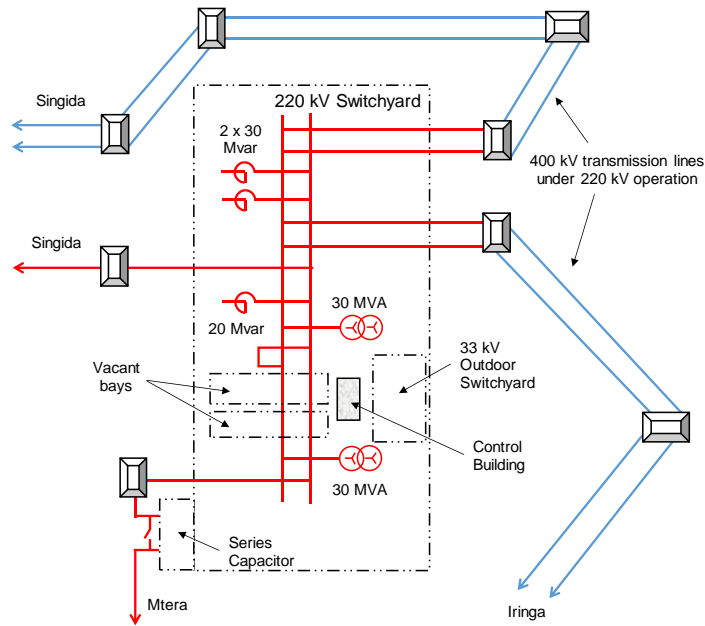 Singida
220 kV Switchyard
2 x 30
Mvar
400 kV transmission lines
under 220 kV operation
Singida
20 Mvar
30 MVA
33 kV
Outdoor
Switchyard
Vacant
bays
Control
Building
30 MVA
Series
Capacitor
Mtera
Iringa